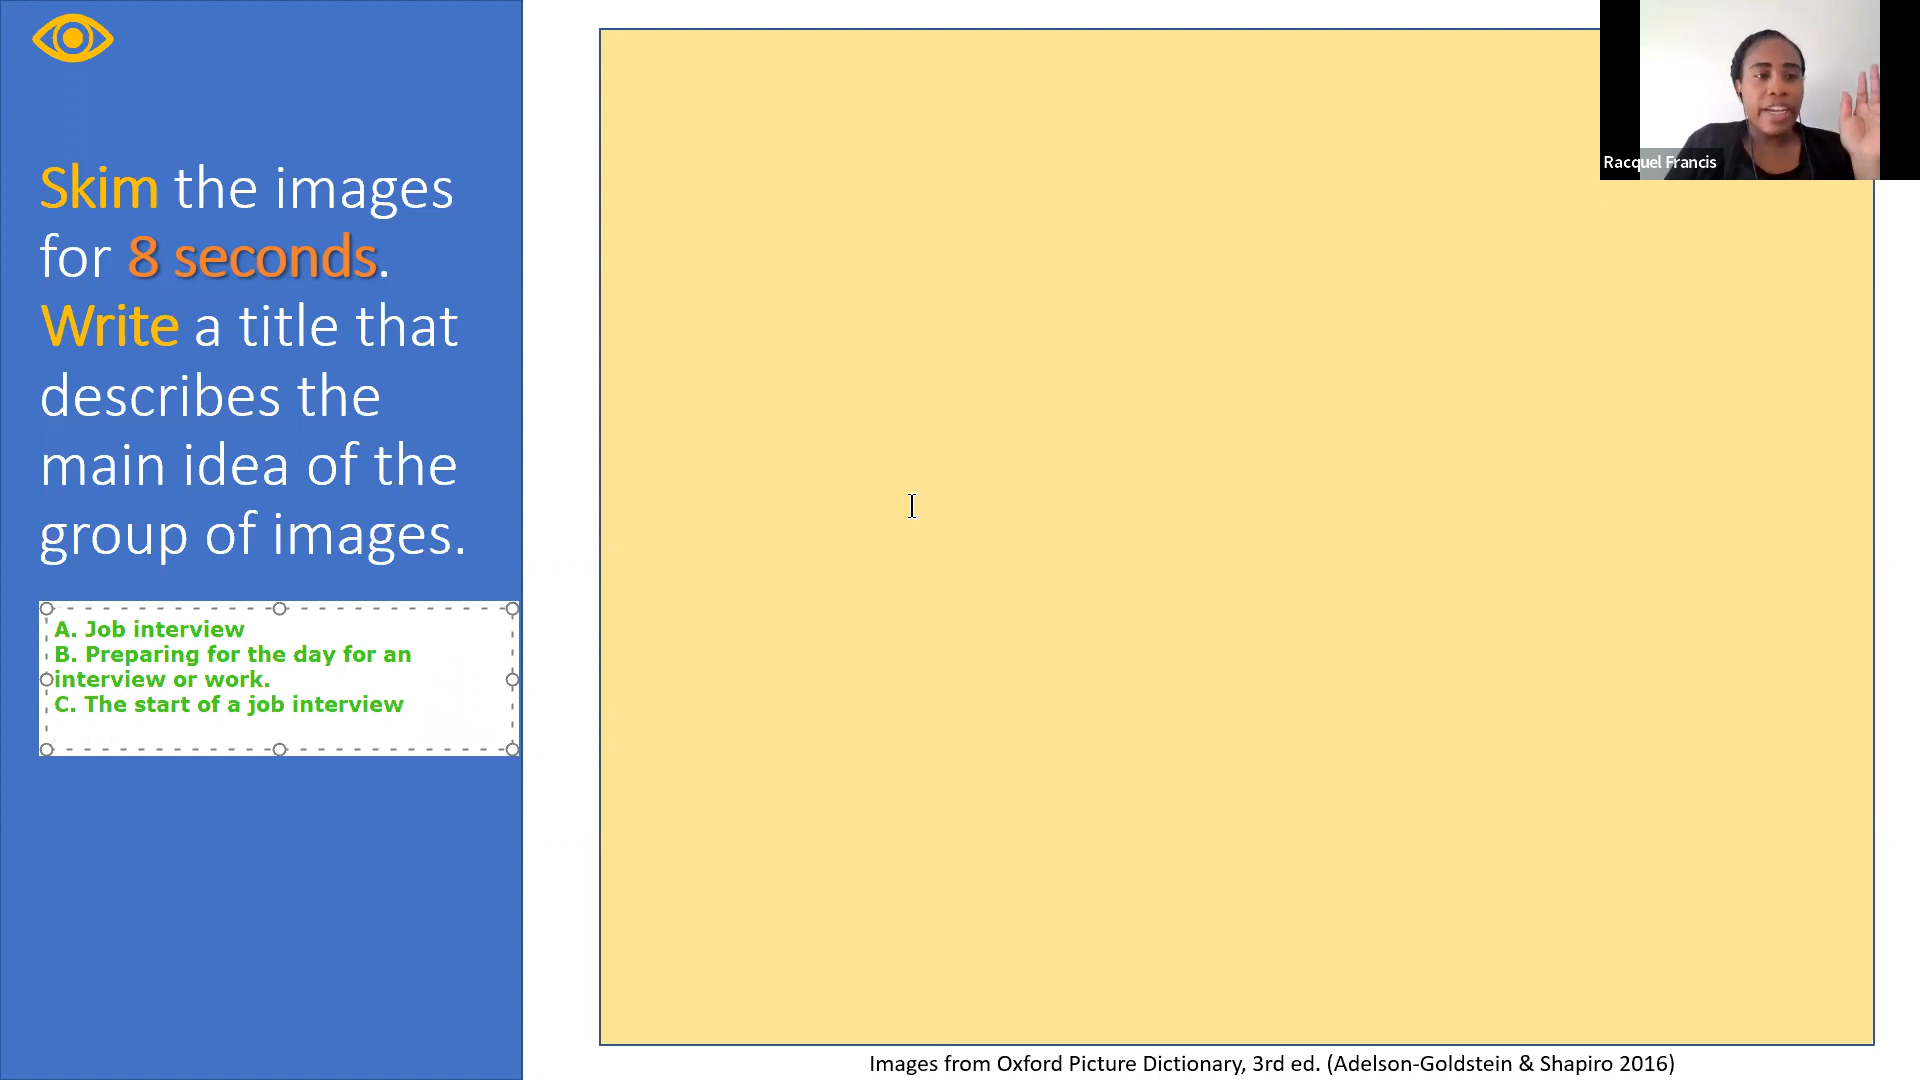 Skim the images
for 8 seconds.
Write a title that
describes the
main idea of the
group of images.
A. Job interview
B. Preparing for the day for an
interview or work.
C. The start of a job interview
Racquel Francis
Images from Oxford Picture Dictionary, 3rd ed. (Adelson-Goldstein & Shapiro 2016)